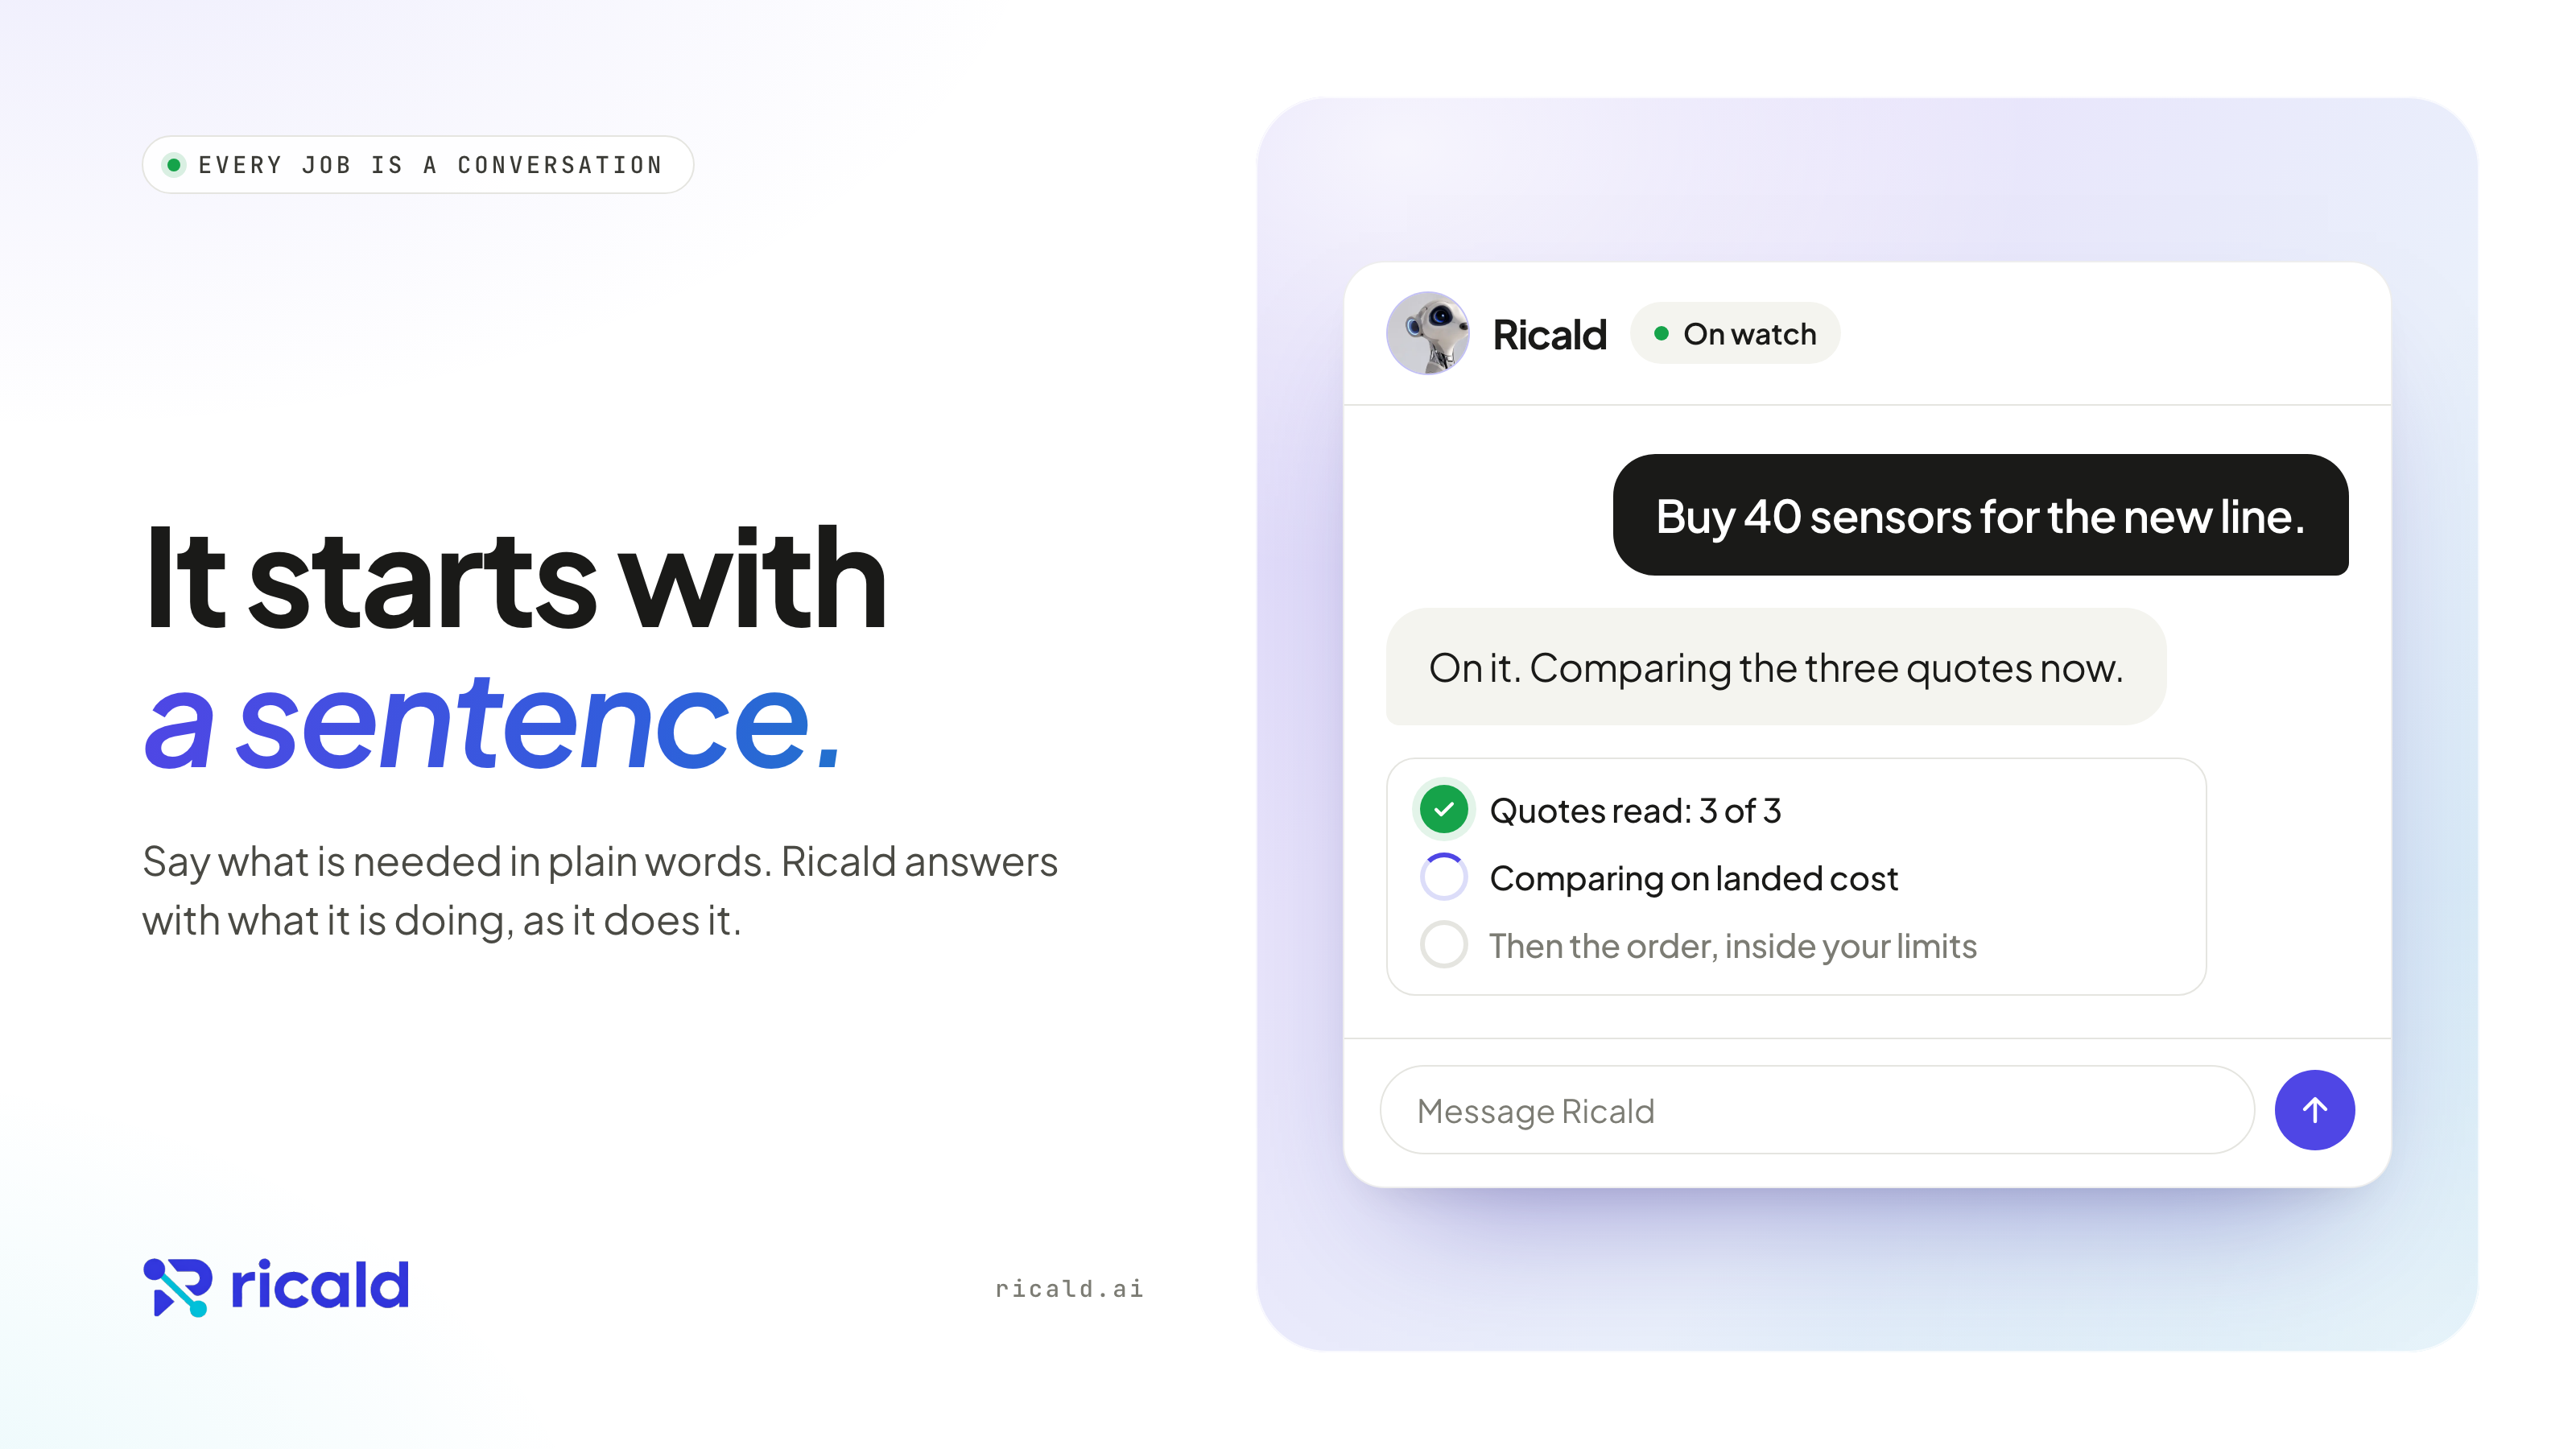 EVERY JOB IS A CONVERSATION
It starts with
a sentence.
Say what is needed in plain words. Ricald answers
with what it is doing, as it does it.
ricald
ricald.ai
Ricald
On watch
Buy 40 sensors for the new line.
On it. Comparing the three quotes now.
Quotes read: 3 of 3
Comparing on landed cost
Then the order, inside your limits
Message Ricald